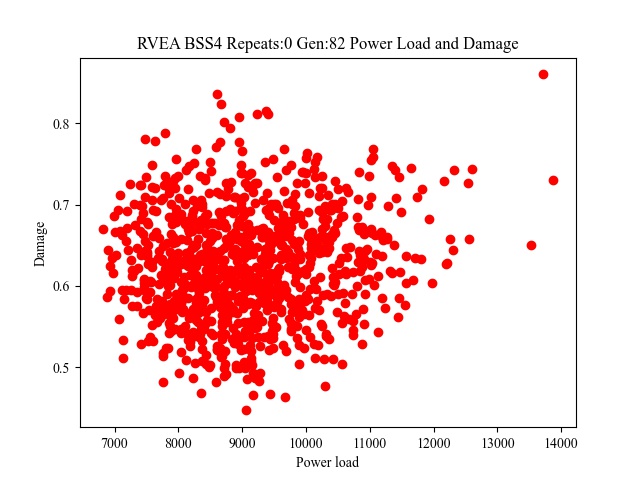 RVEA BSS4 Repeats:0 Gen:82 Power Load and Damage
0.8
0.7
0.6
0.5
Damage
7000 8000 9000 10000 11000 12000 13000 14000
Power load